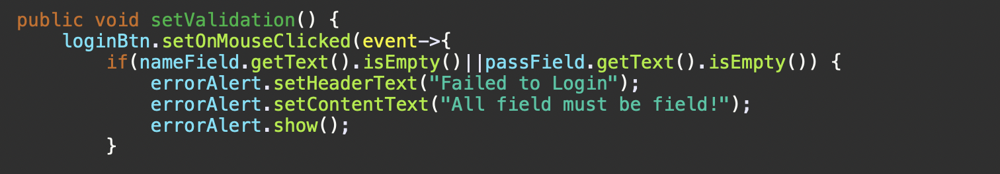 public void setValidation() {
    loginBtn.setOnMouseClicked(event->{
        if(nameField.getText().isEmpty()||passField.getText().isEmpty()) {
            errorAlert.setHeaderText("Failed to Login");
            errorAlert.setContentText("All field must be field!");
            errorAlert.show();
        }